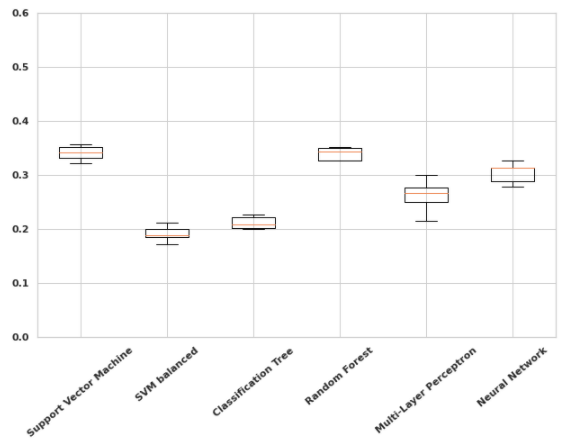 0.6
0.5
0.4
0.3
0.2
0.1
0.0
Support Vector Machine
SVM balanced
Classification Tree
Random Forest
Multi-Layer Perceptron
Neural Network